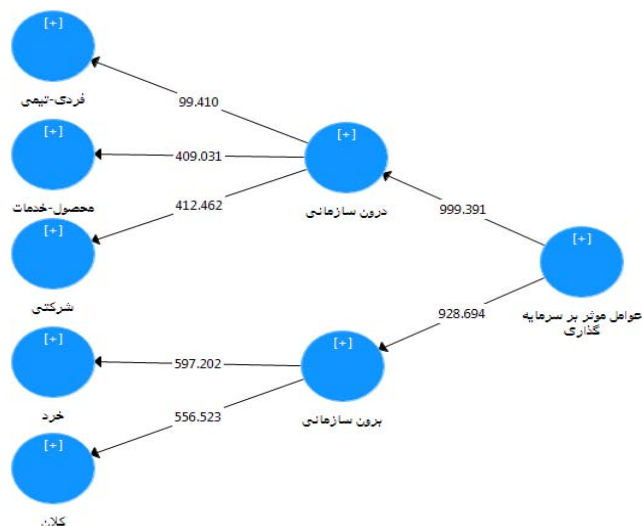 [+]
فردی-تیمی
99.410
[+]
[+]
409.031
محصول-خدمات
درون سازمانی
412.462
999.391
[+]
[+]
شرکتی
عوامل موثر بر سرمایه
گذاری
928.694
[+]
[+]
597.202
خرد
برون سازمانی
556.523
[+]
کلان